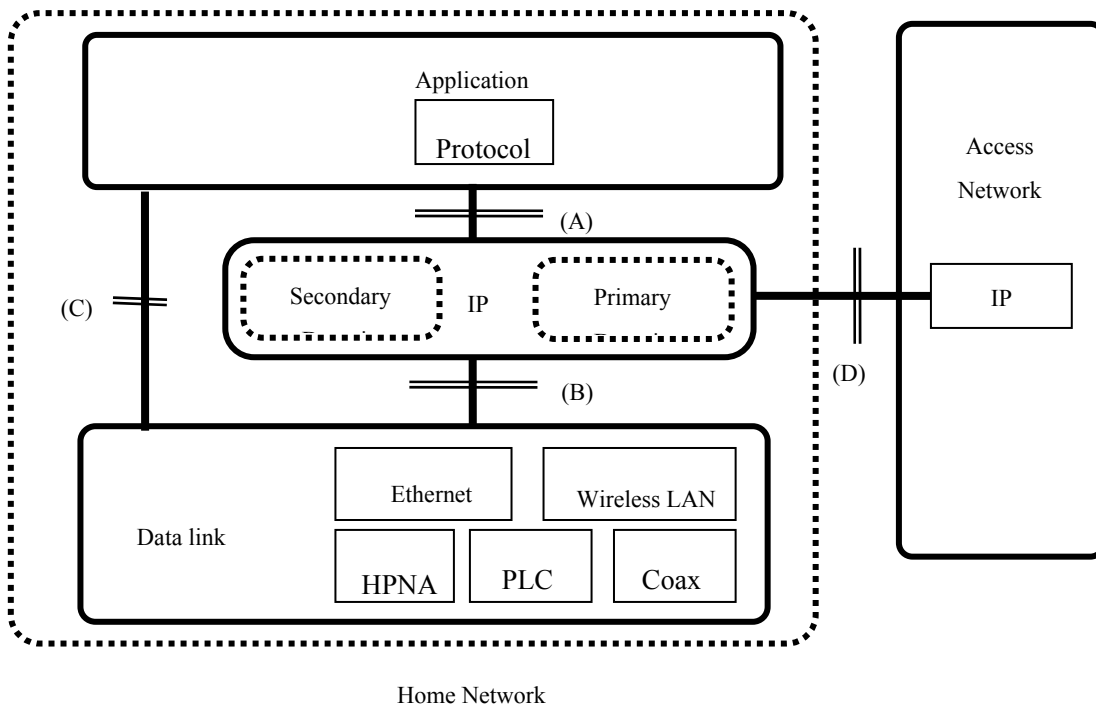 Application
Protocol
Access
Network
(A)
Secondary
IP
Primary
IP
(C)
(D)
(B)
Ethernet
Wireless LAN
Data link
HPNA
PLC
Coax
Home Network